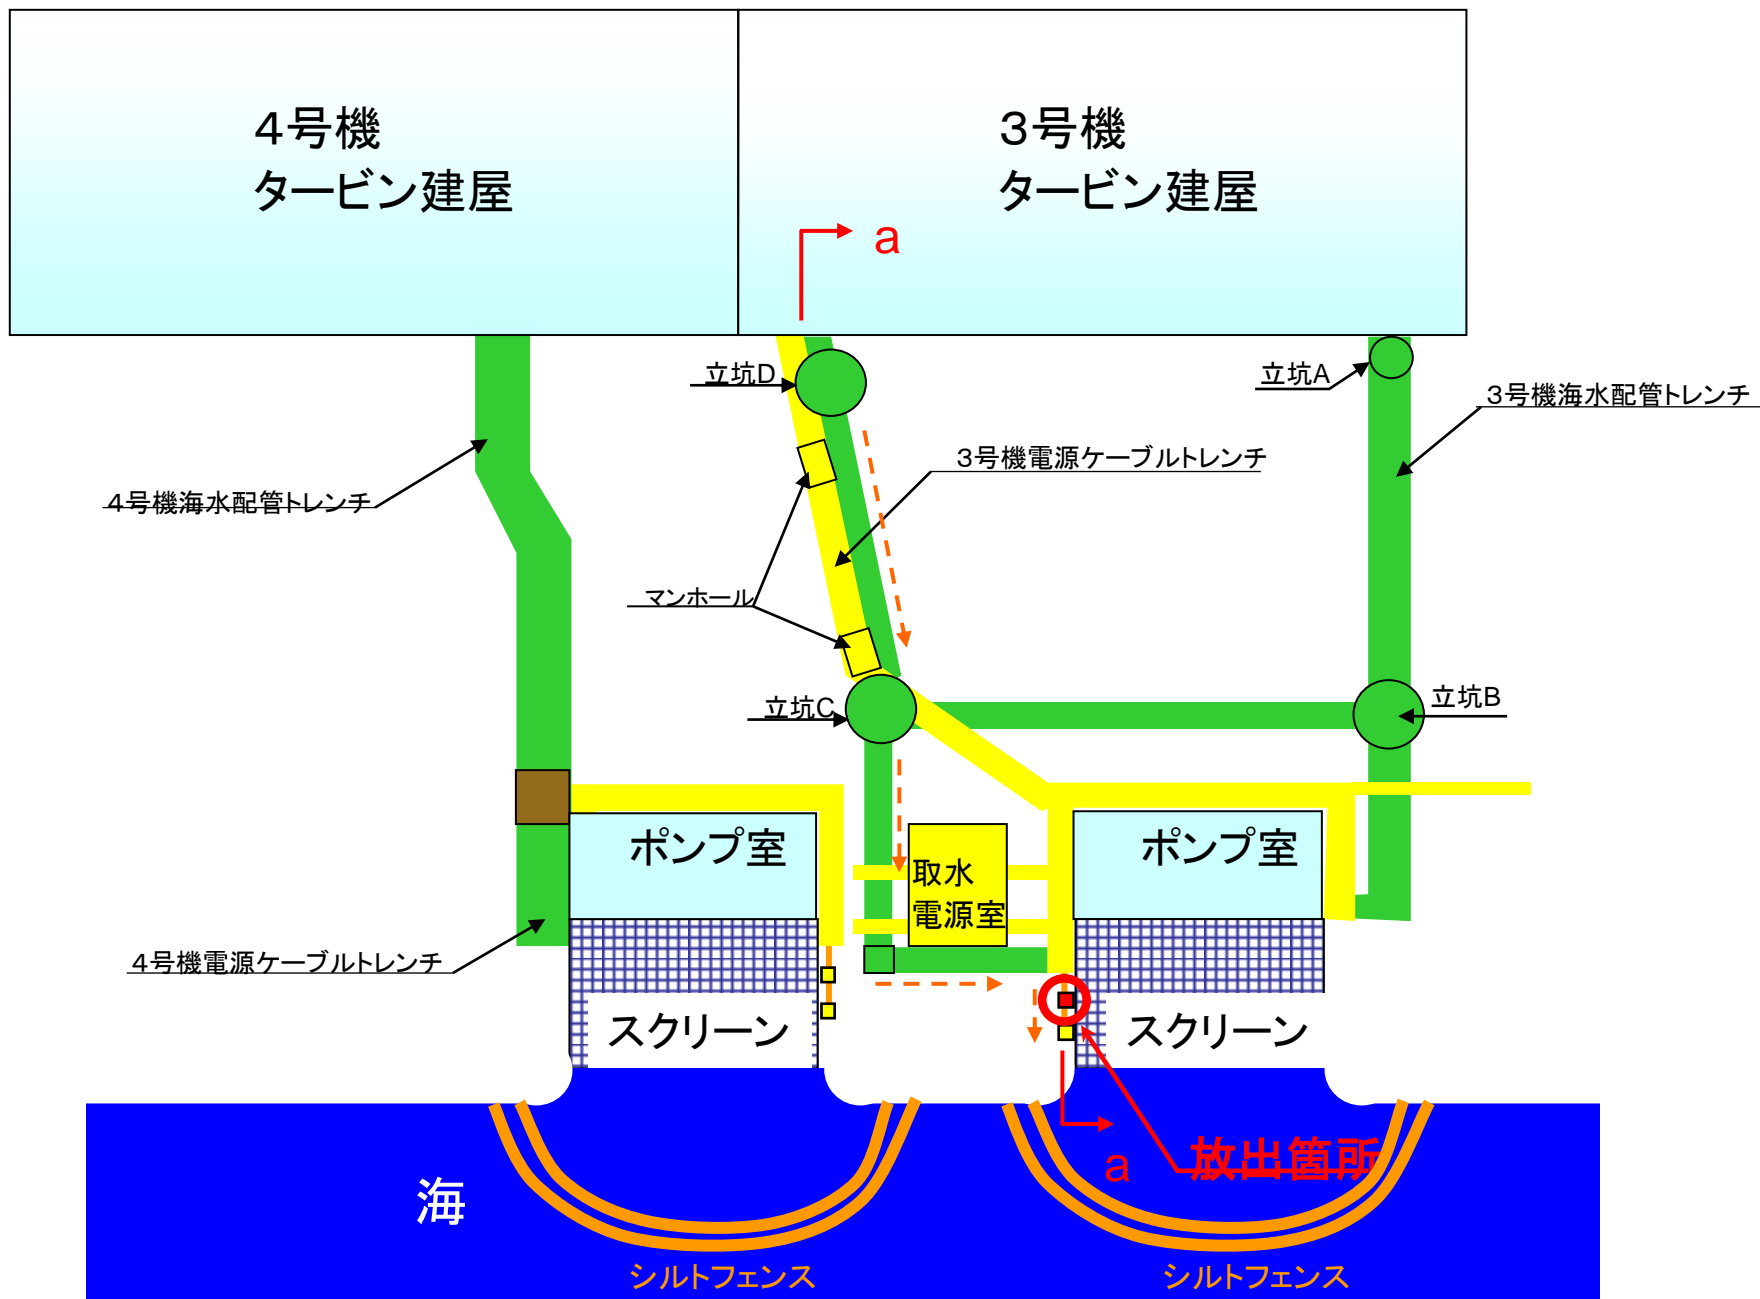 ４号機
タービン建屋
３号機
タービン建屋
a
立坑D
立坑A
３号機海水配管トレンチ
３号機電源ケーブルトレンチ
４号機海水配管トレンチ
マンホール
立坑C
立坑B
ポンプ室
取水
電源室
ポンプ室
４号機電源ケーブルトレンチ
スクリーン
スクリーン
a
放出箇所
海
シルトフェンス
シルトフェンス